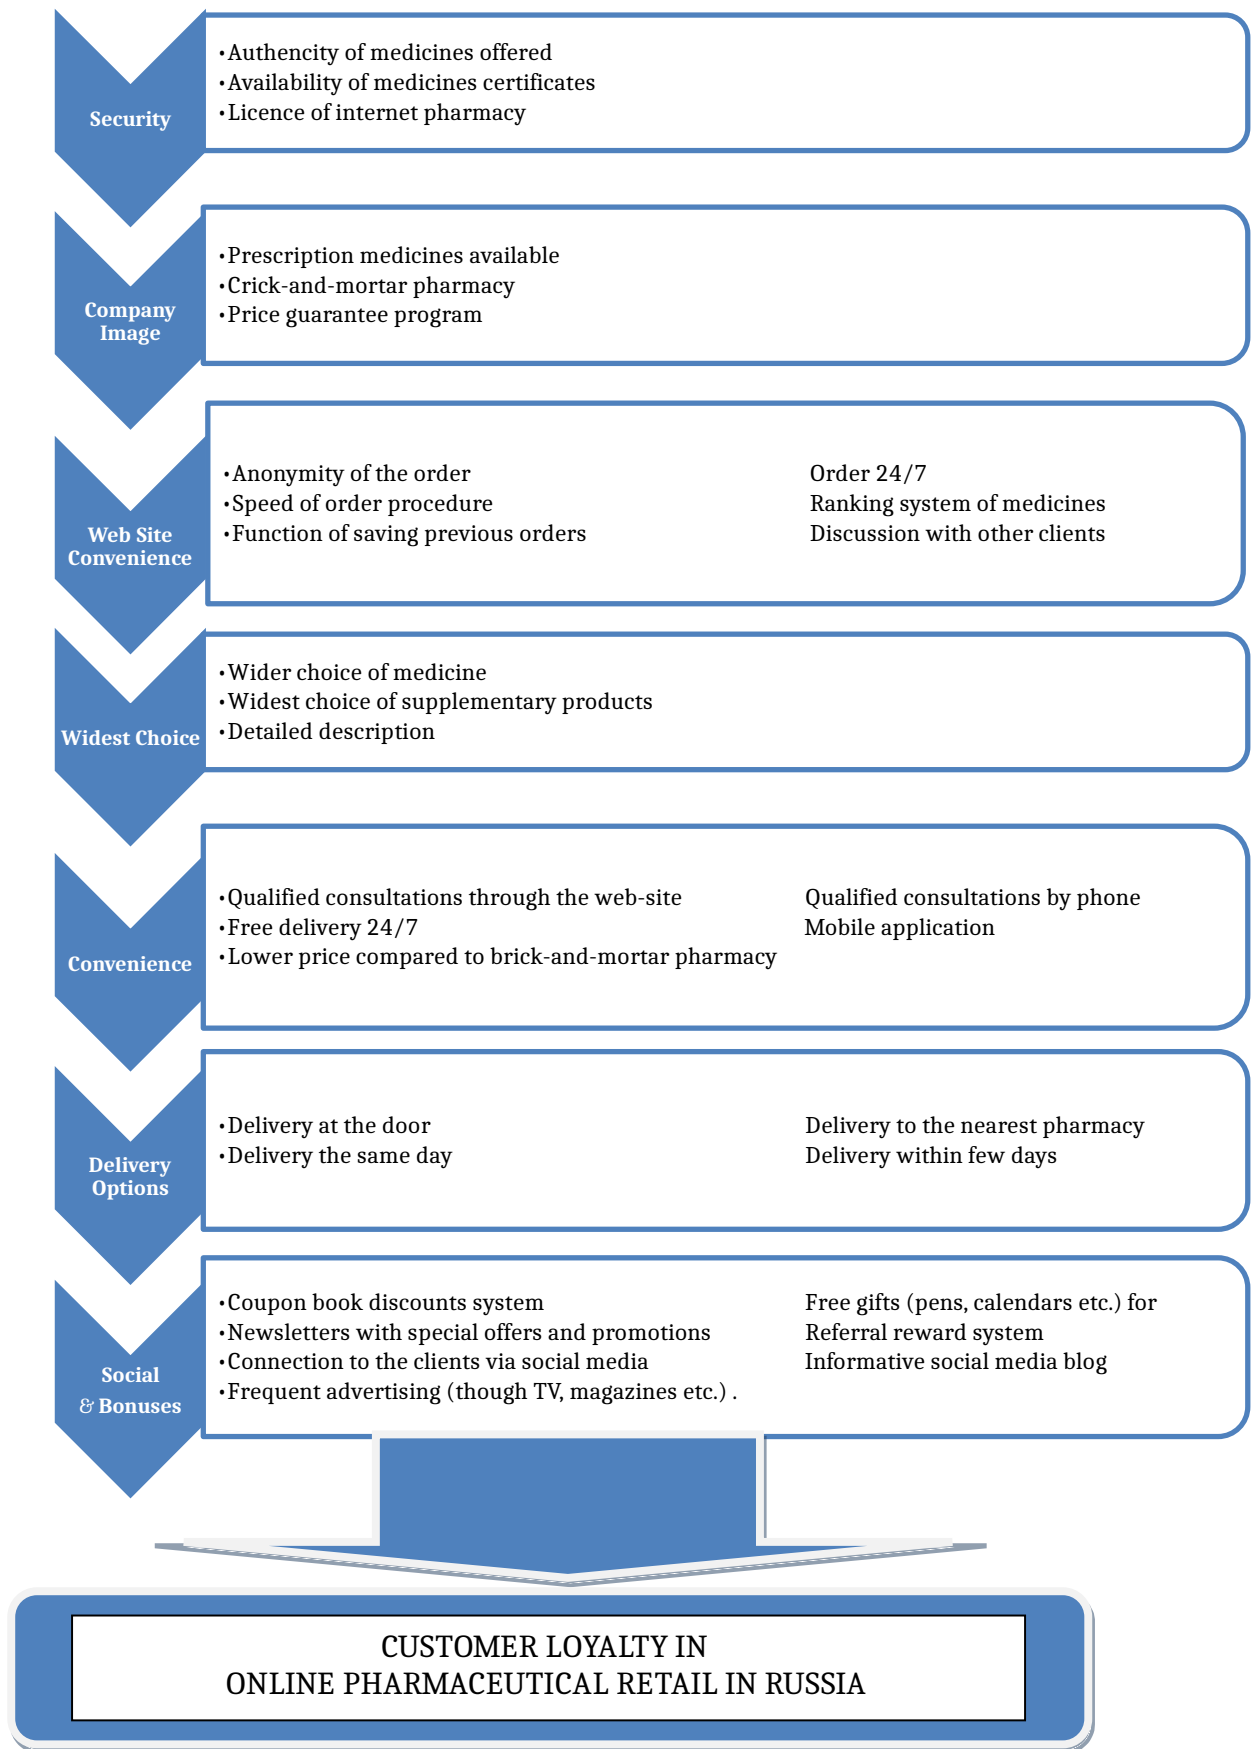 Security
•Authencity of medicines offered
•Availability of medicines certificates
•Licence of internet pharmacy
Company
Image
•Prescription medicines available
•Crick-and-mortar pharmacy
•Price guarantee program
Web Site
Convenience
•Anonymity of the order
•Speed of order procedure
•Function of saving previous orders
Order 24/7
Ranking system of medicines
Discussion with other clients
Widest Choice
•Wider choice of medicine
•Widest choice of supplementary products
•Detailed description
Convenience
•Qualified consultations through the web-site
•Free delivery 24/7
•Lower price compared to brick-and-mortar pharmacy
Qualified consultations by phone
Mobile application
Delivery
Options
•Delivery at the door
•Delivery the same day
Delivery to the nearest pharmacy
Delivery within few days
Social
& Bonuses
•Coupon book discounts system
•Newsletters with special offers and promotions
•Connection to the clients via social media
•Frequent advertising (though TV, magazines etc.) .
Free gifts (pens, calendars etc.) for
Referral reward system
Informative social media blog
CUSTOMER LOYALTY IN
ONLINE PHARMACEUTICAL RETAIL IN RUSSIA